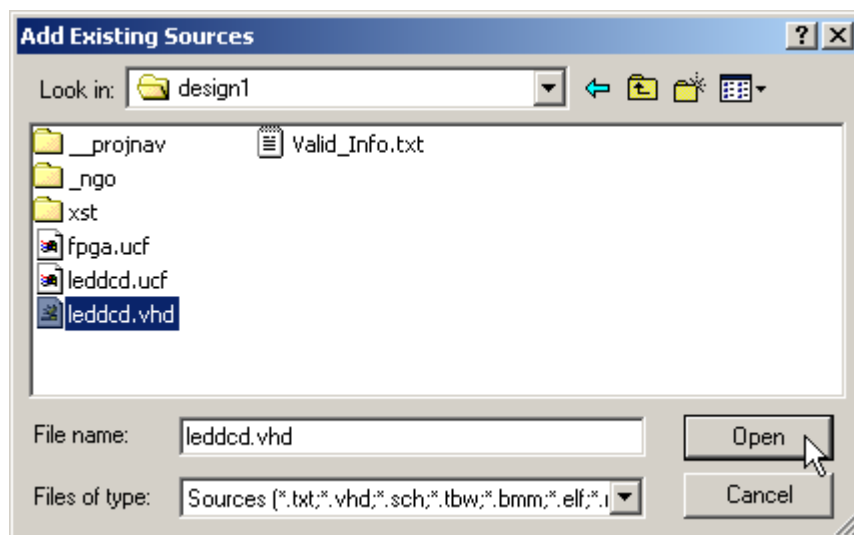 Add Existing Sources
Look in: design1
__projnav
_ngo
xst
fpga.ucf
leddcd.ucf
leddcd.vhd
Valid_Info.txt
File name: leddcd.vhd Open
Files of type: Sources (*.txt;*.vhd;*.sch;*.tbw;*.bmm;*.elf;*.r Cancel